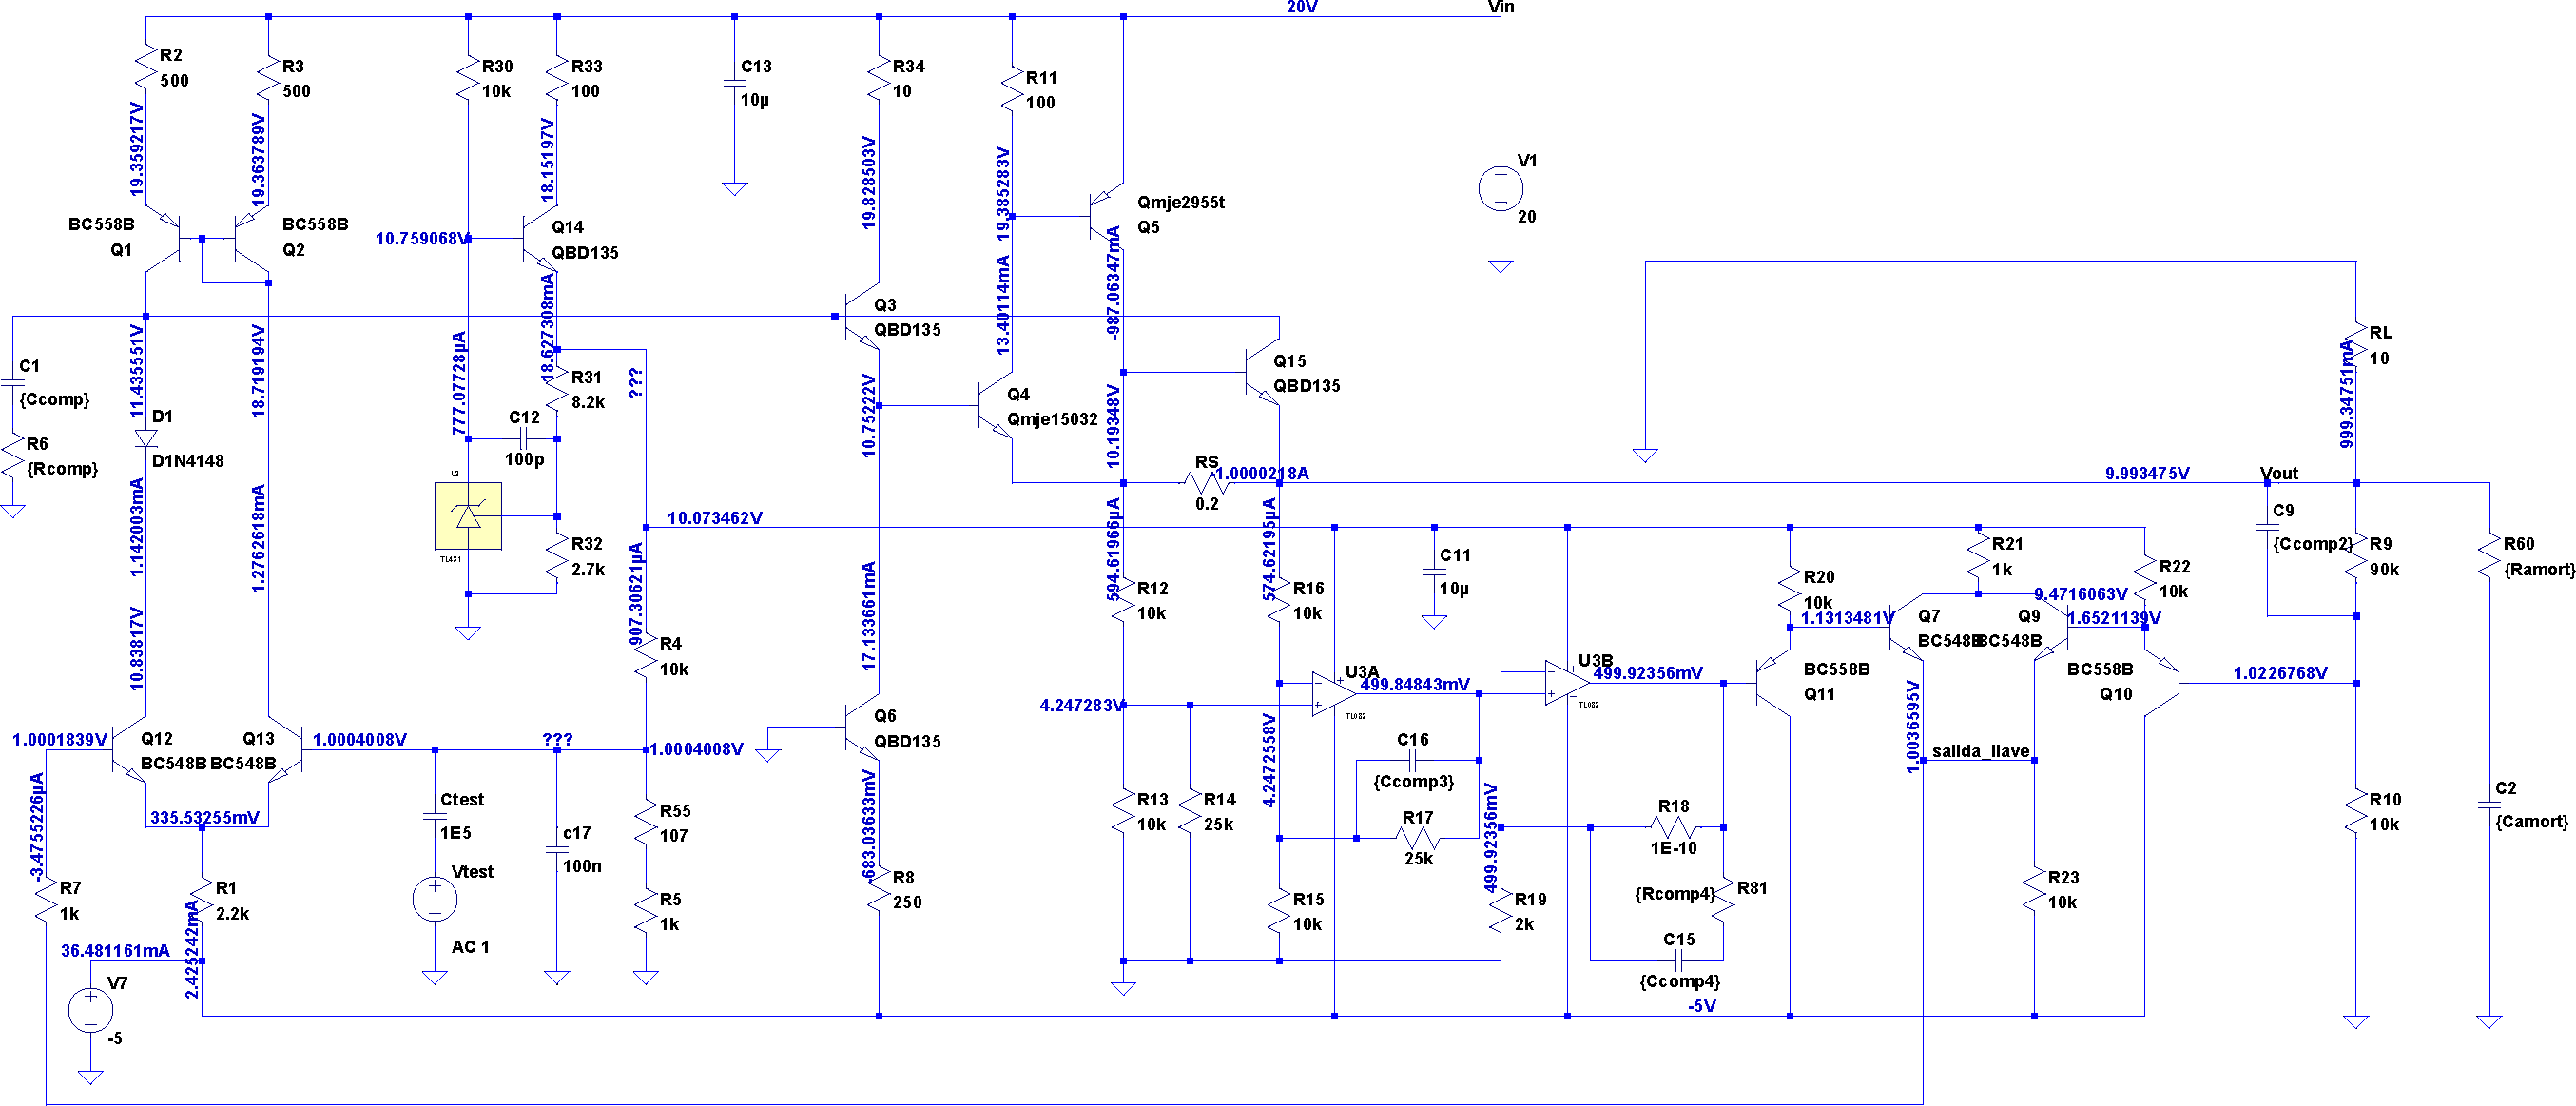 20V
Vin
R2
500
R3
500
R30
10k
R33
100
C13
10µ
R34
10
R11
100
V1
20
19.359217V
19.363789V
18.15197V
19.828503V
19.385283V
BC558B
Q1
BC558B
Q2
10.759068V
Q14
QBD135
Qmje2955t
Q5
-987.06347mA
13.40114mA
18.627308mA
777.07728µA
Q3
QBD135
11.435551V
18.719194V
???
C1
{Ccomp}
D1
D1N4148
R6
{Rcomp}
R31
8.2k
C12
100p
Q4
Qmje15032
Q15
QBD135
10.75222V
10.19348V
RL
10
999.34751mA
U2
TL431
R32
2.7k
RS
0.2
1.0000218A
9.993475V
Vout
10.073462V
1.142003mA
1.2762618mA
907.30621µA
17.133661mA
594.61966µA
574.62195µA
R12
10k
R16
10k
C11
10µ
R20
10k
R21
1k
R22
10k
C9
{Ccomp2}
R9
90k
R60
{Ramort}
9.4716063V
1.1313481V
1.6521139V
Q7
BC548B
Q9
BC548B
10.83817V
R4
10k
U3A
TL082
U3B
TL082
499.84843mV
499.92356mV
BC558B
Q11
BC558B
Q10
1.0226768V
4.247283V
4.2472558V
1.0001839V
Q12
BC548B
Q13
BC548B
1.0004008V
???
1.0004008V
Q6
QBD135
C16
{Ccomp3}
R17
25k
1.0036595V
salida_llave
335.53255mV
-3.4755226µA
Ctest
1E5
c17
100n
R55
107
-683.03633mV
R13
10k
R14
25k
499.92356mV
R18
1E-10
R10
10k
C2
{Camort}
R7
1k
R1
2.2k
Vtest
AC 1
R5
1k
R8
250
R15
10k
R19
2k
{Rcomp4}
R81
C15
{Ccomp4}
R23
10k
36.481161mA
2.425242mA
V7
-5
-5V